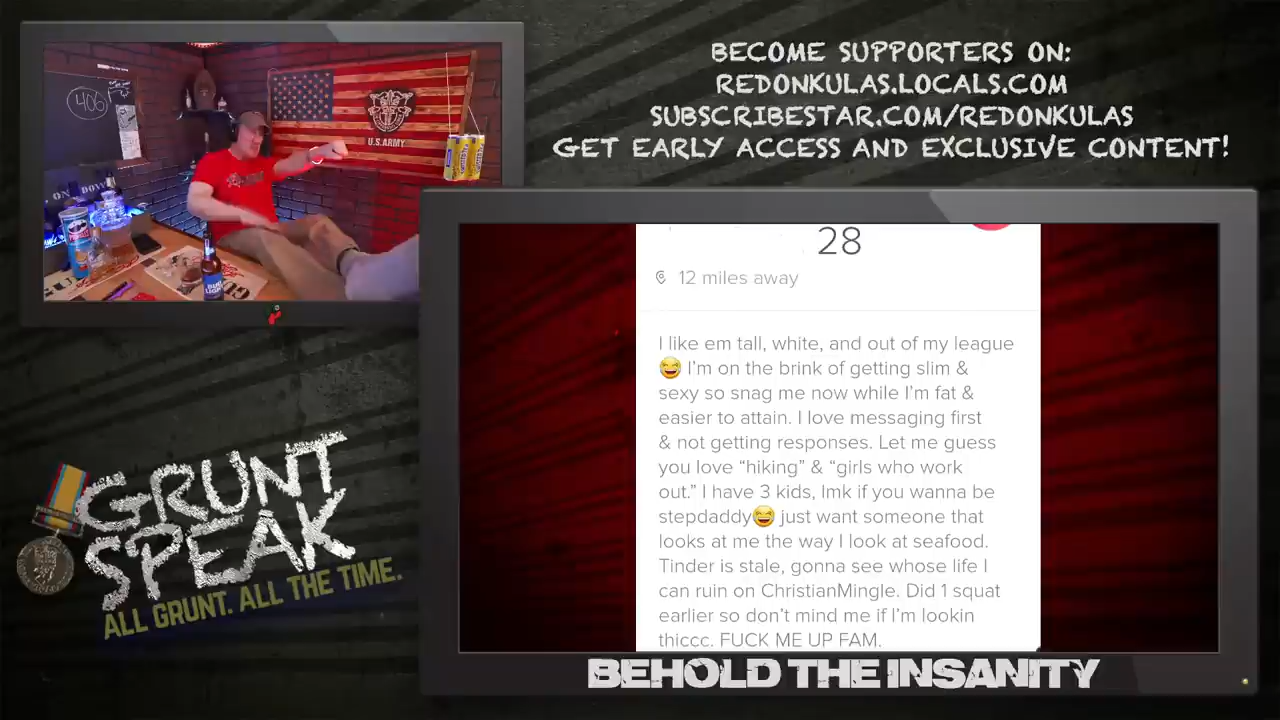 BECOME SUPPORTERS ON:
REDONKULAS.LOCALS.COM
SUBSCRIBESTAR.COM/REDONKULAS
GET EARLY ACCESS AND EXCLUSIVE CONTENT!
406
U.S. ARMY
BUD LIGHT
28
12 miles away
I like em tall, white, and out of my league
😆 I'm on the brink of getting slim &
sexy so snag me now while I'm fat &
easier to attain. I love messaging first
& not getting responses. Let me guess
you love “hiking” & “girls who work
out.” I have 3 kids, lmk if you wanna be
stepdaddy😆 just want someone that
looks at me the way I look at seafood.
Tinder is stale, gonna see whose life I
can ruin on ChristianMingle. Did 1 squat
earlier so don't mind me if I'm lookin
thiccc. FUCK ME UP FAM.
GRUNT
SPEAK
ALL GRUNT. ALL THE TIME.
BEHOLD THE INSANITY